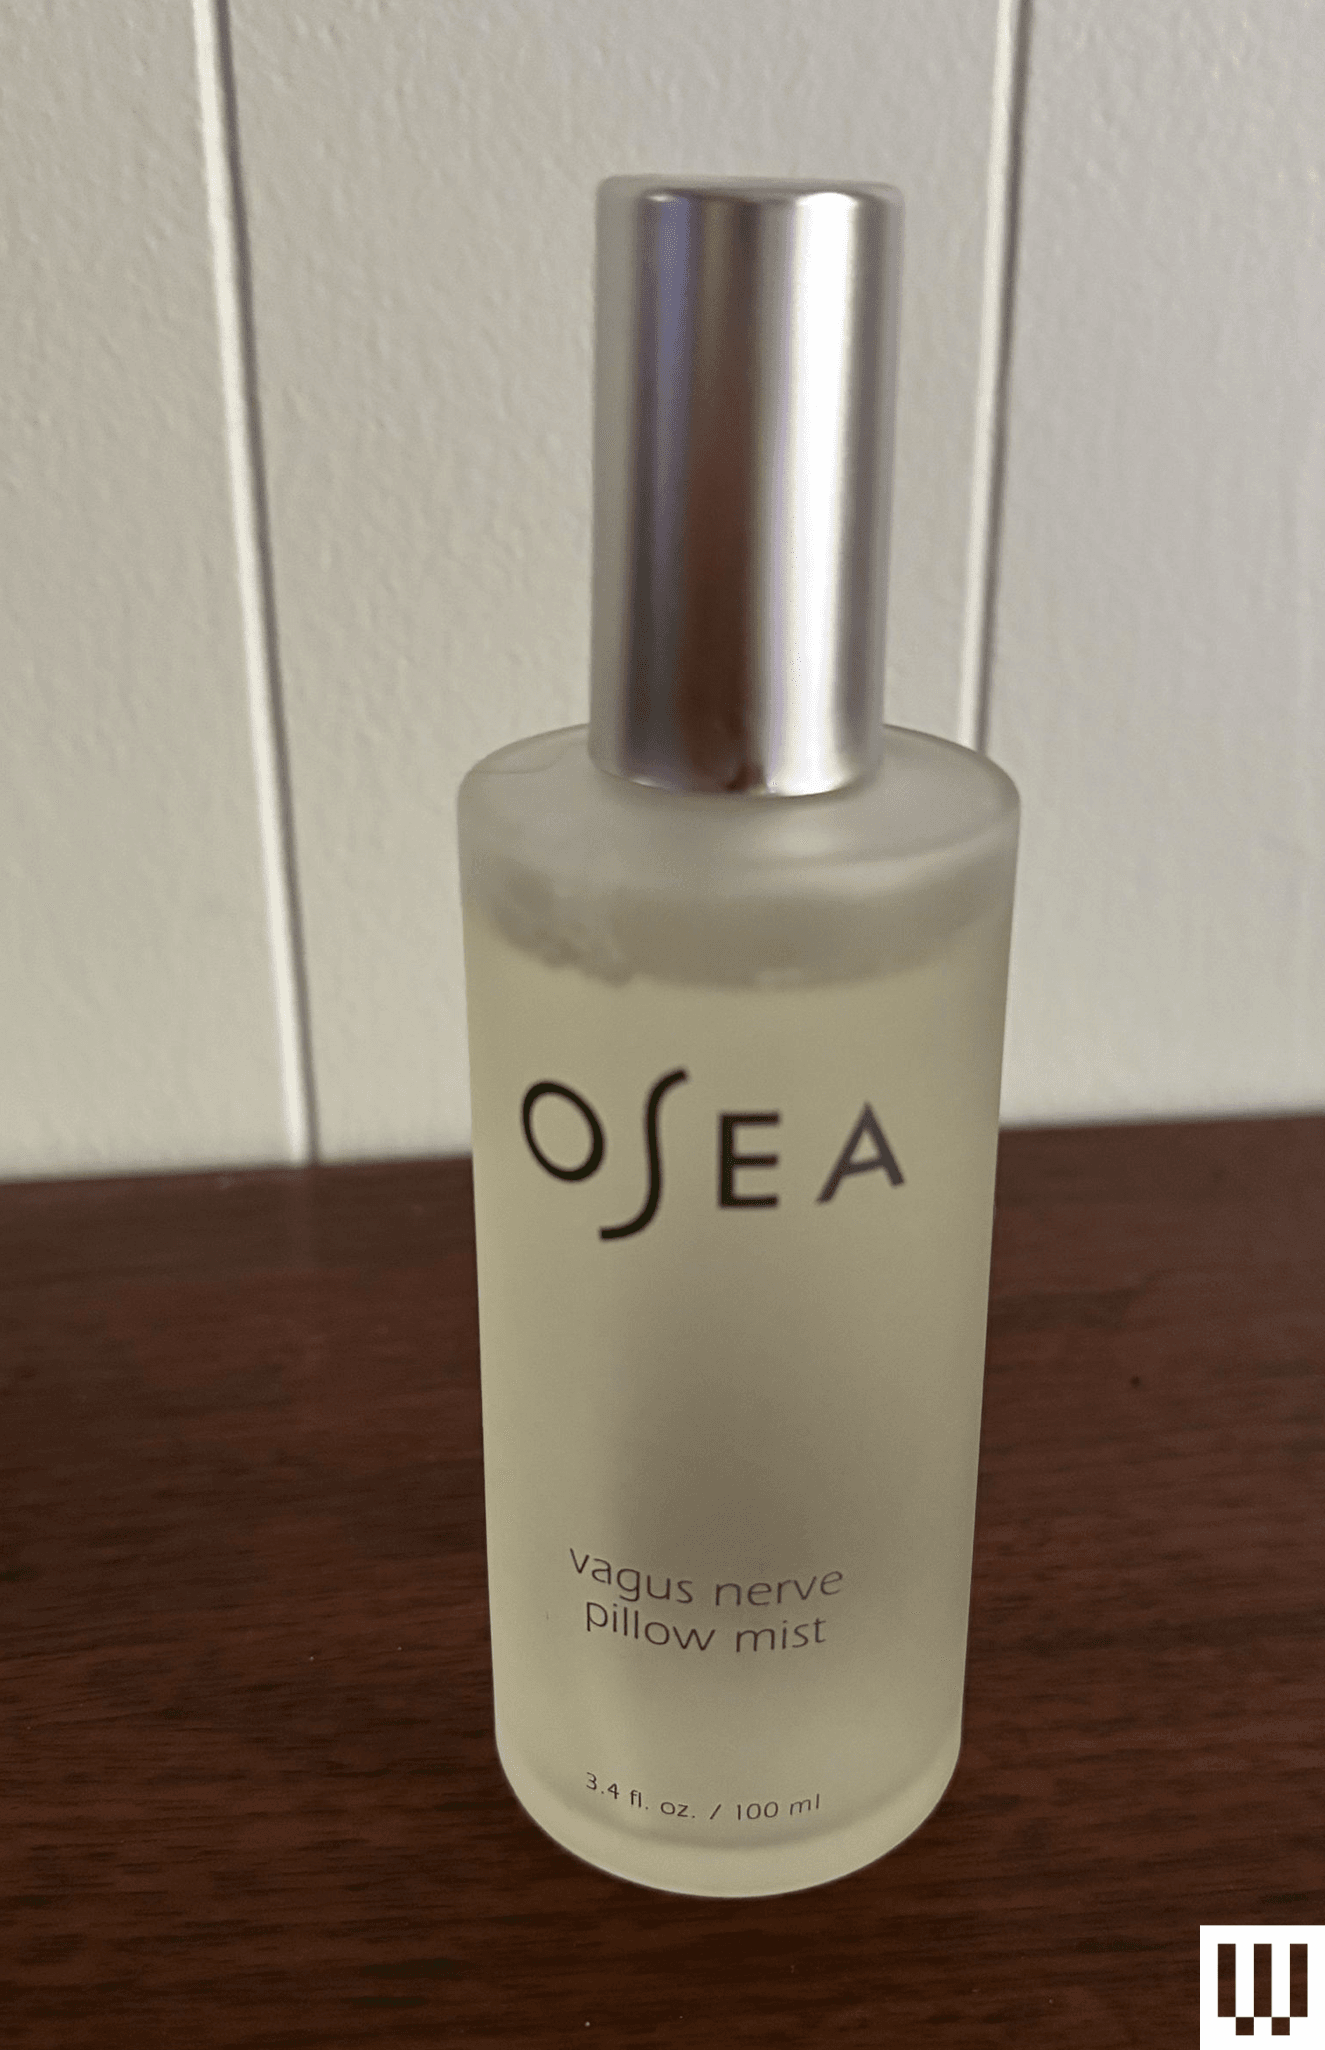 OSEA
vagus nerve
pillow mist
3.4 fl. oz. / 100 ml
W